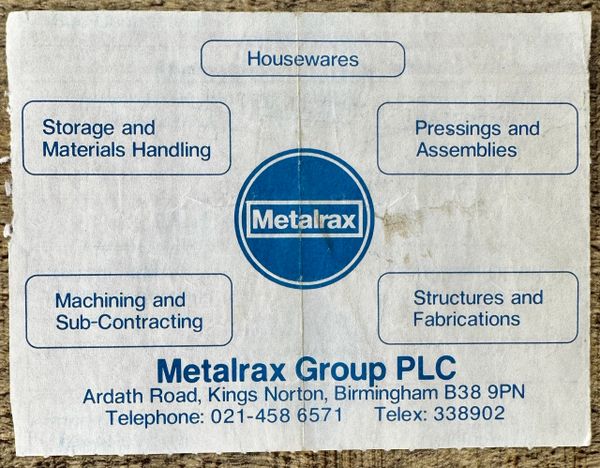 Housewares
Storage and
Materials Handling
Pressings and
Assemblies
Metalrax
Machining and
Sub-Contracting
Structures and
Fabrications
Metalrax Group PLC
Ardath Road, Kings Norton, Birmingham B38 9PN
Telephone: 021-458 6571 Telex: 338902